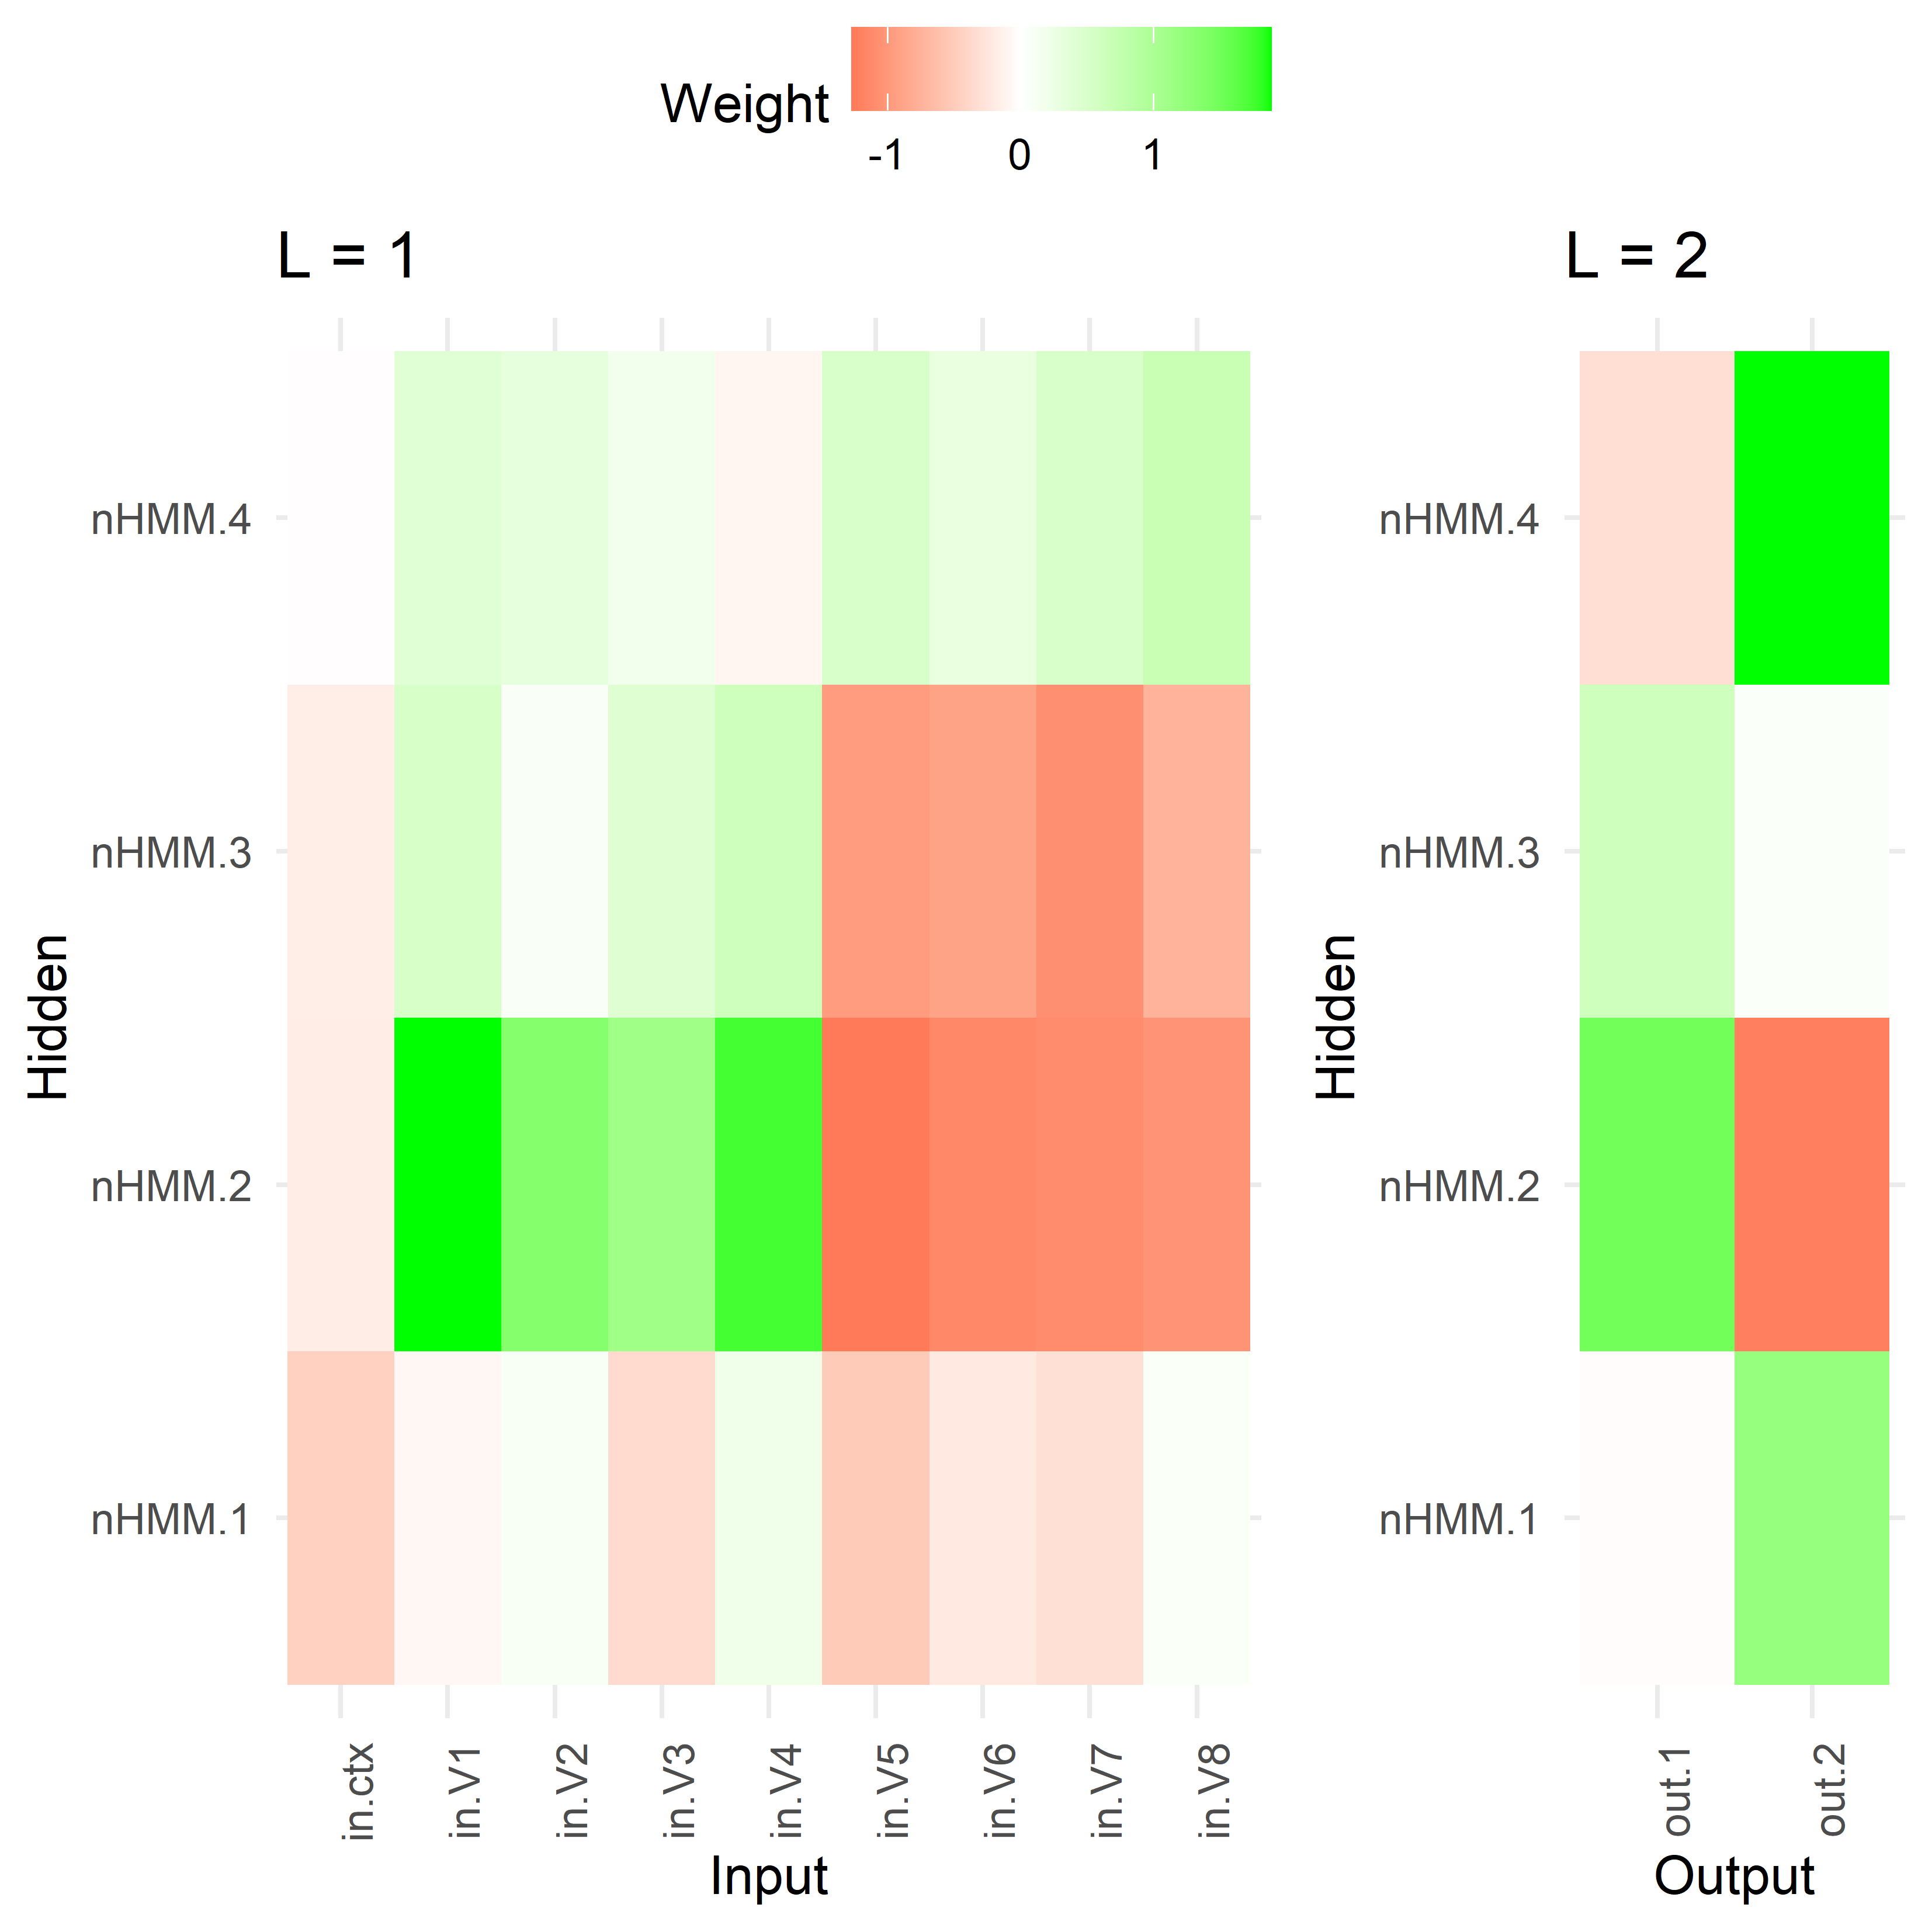 Weight
-1 0 1
L = 1
L = 2
nHMM.4
nHMM.3
nHMM.2
nHMM.1
Hidden
in.ctx in.V1 in.V2 in.V3 in.V4 in.V5 in.V6 in.V7 in.V8
Input
nHMM.4
nHMM.3
nHMM.2
nHMM.1
Hidden
out.1 out.2
Output